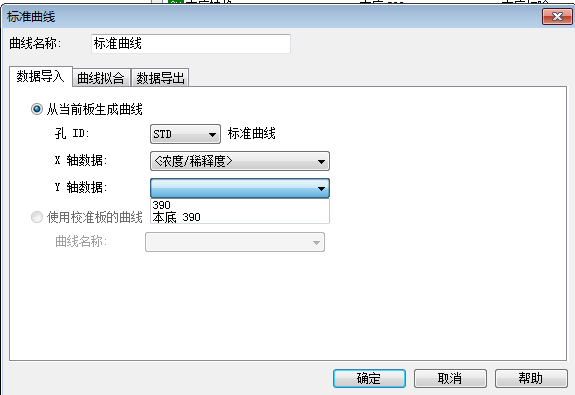 标准曲线
曲线名称: 标准曲线
数据导入 曲线拟合 数据导出
从当前板生成曲线
孔 ID: STD 标准曲线
X 轴数据: <浓度/稀释度>
Y 轴数据:
390
本底 390
使用校准板的曲线
曲线名称:
确定 取消 帮助